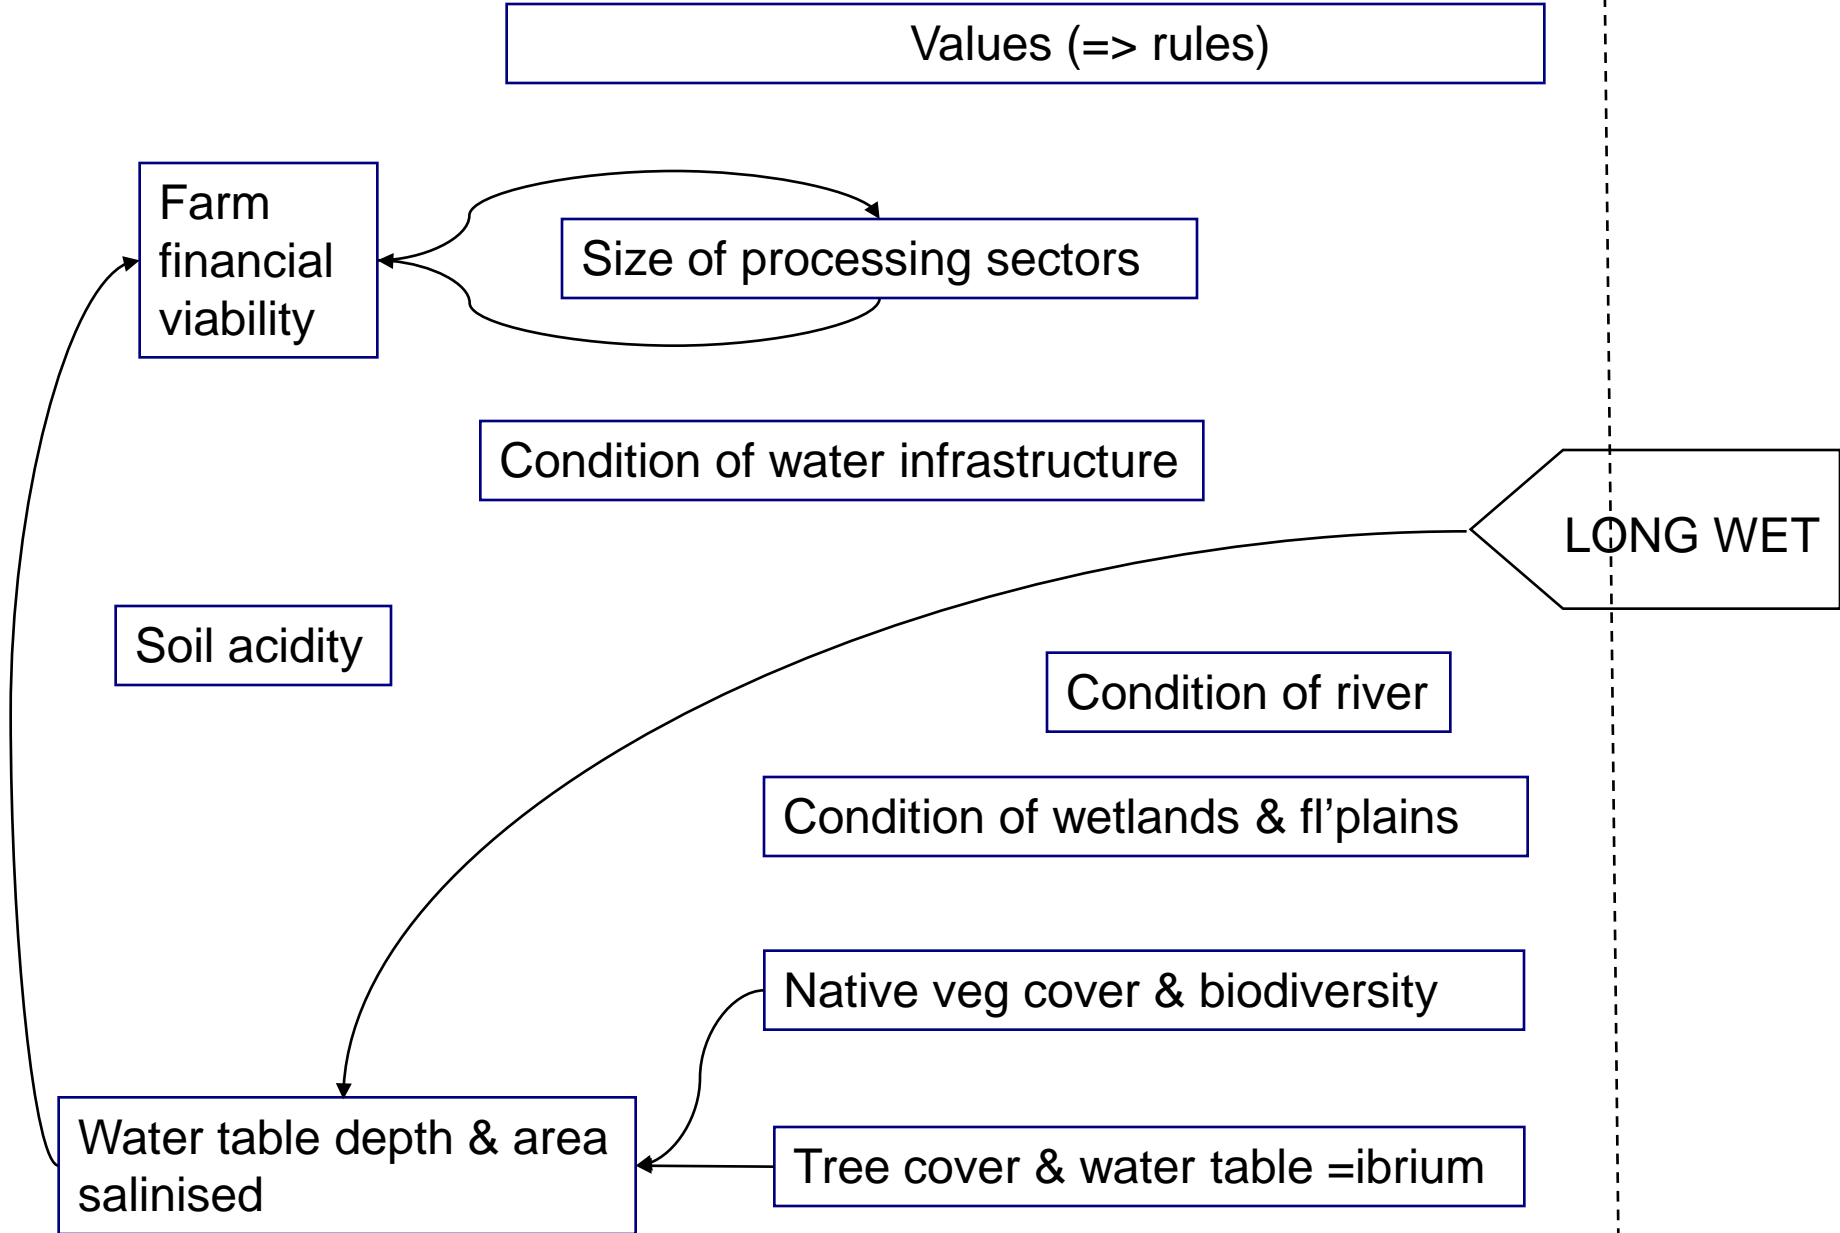 Values (=> rules)
Farm
financial
viability
Size of processing sectors
Condition of water infrastructure
LONG WET
Soil acidity
Condition of river
Condition of wetlands & fl’plains
Native veg cover & biodiversity
Water table depth & area
salinised
Tree cover & water table =ibrium